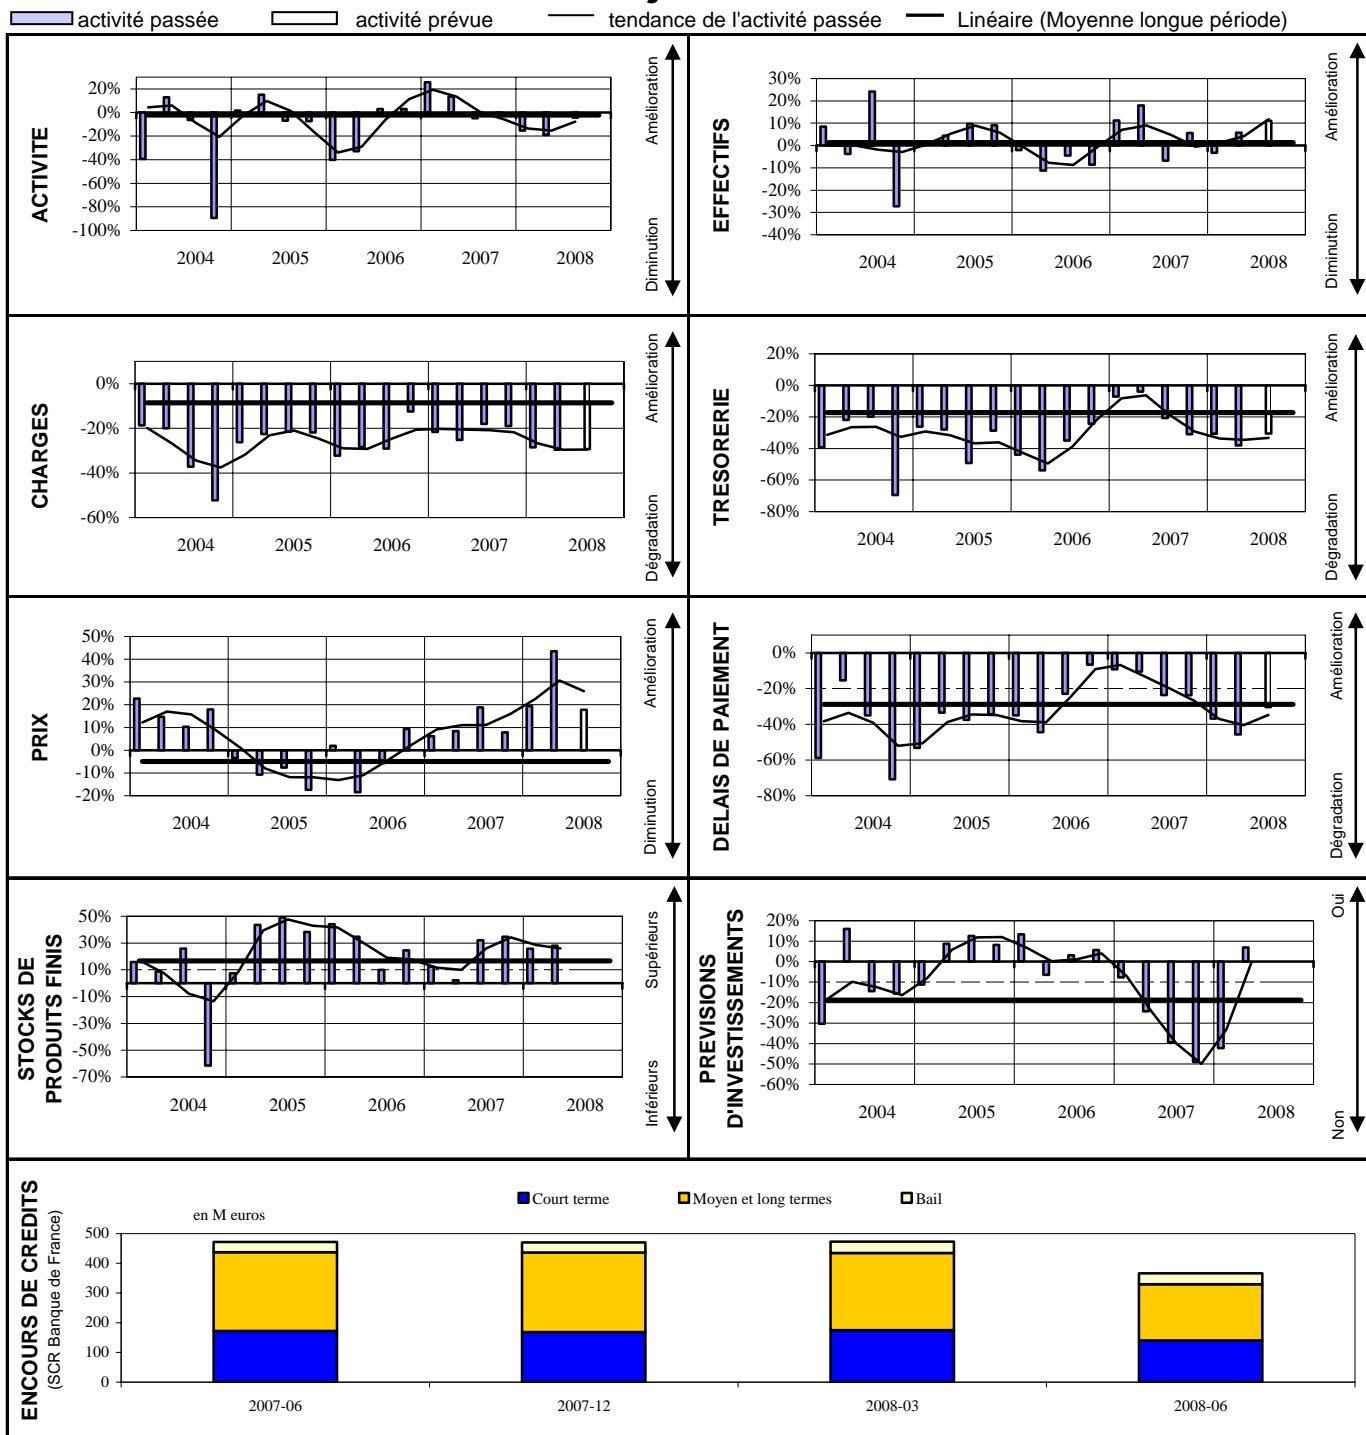 activité passée activité prévue tendance de l'activité passée Linéaire (Moyenne longue période)
ACTIVITE
20%
0%
-20%
-40%
-60%
-80%
-100%
2004 2005 2006 2007 2008
Amélioration
Diminution
EFFECTIFS
30%
20%
10%
0%
-10%
-20%
-30%
-40%
2004 2005 2006 2007 2008
Amélioration
Diminution
CHARGES
0%
-20%
-40%
-60%
2004 2005 2006 2007 2008
Amélioration
Dégradation
TRESORERIE
20%
0%
-20%
-40%
-60%
-80%
2004 2005 2006 2007 2008
Amélioration
Dégradation
PRIX
50%
40%
30%
20%
10%
0%
-10%
-20%
2004 2005 2006 2007 2008
Amélioration
Diminution
DELAIS DE PAIEMENT
0%
-20%
-40%
-60%
-80%
2004 2005 2006 2007 2008
Amélioration
Dégradation
STOCKS DE
PRODUITS FINIS
50%
30%
10%
-10%
-30%
-50%
-70%
2004 2005 2006 2007 2008
Supérieurs
Inférieurs
PREVISIONS
D'INVESTISSEMENTS
20%
10%
0%
-10%
-20%
-30%
-40%
-50%
-60%
2004 2005 2006 2007 2008
Oui
Non
ENCOURS DE CREDITS
(SCR Banque de France)
Court terme Moyen et long termes Bail
en M euros
500
400
300
200
100
0
2007-06 2007-12 2008-03 2008-06